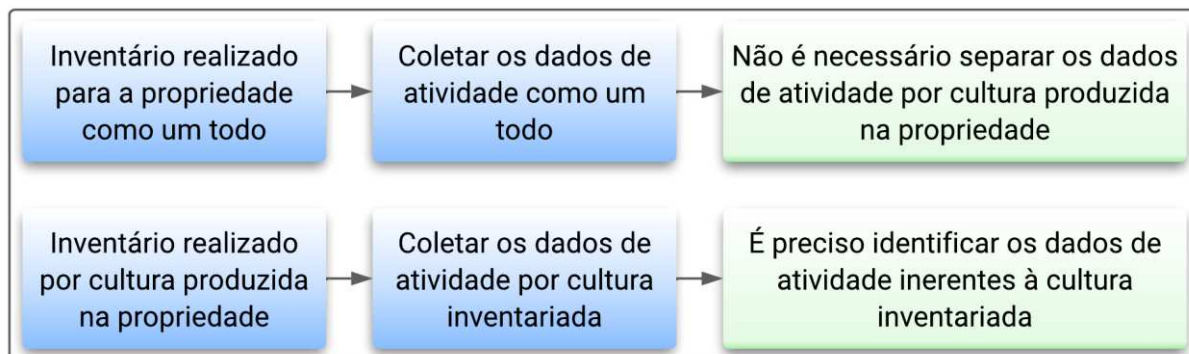 Inventário realizado
para a propriedade
como um todo
Coletar os dados de
atividade como um
todo
Não é necessário separar os dados
de atividade por cultura produzida
na propriedade
Inventário realizado
por cultura produzida
na propriedade
Coletar os dados de
atividade por cultura
inventariada
É preciso identificar os dados de
atividade inerentes à cultura
inventariada